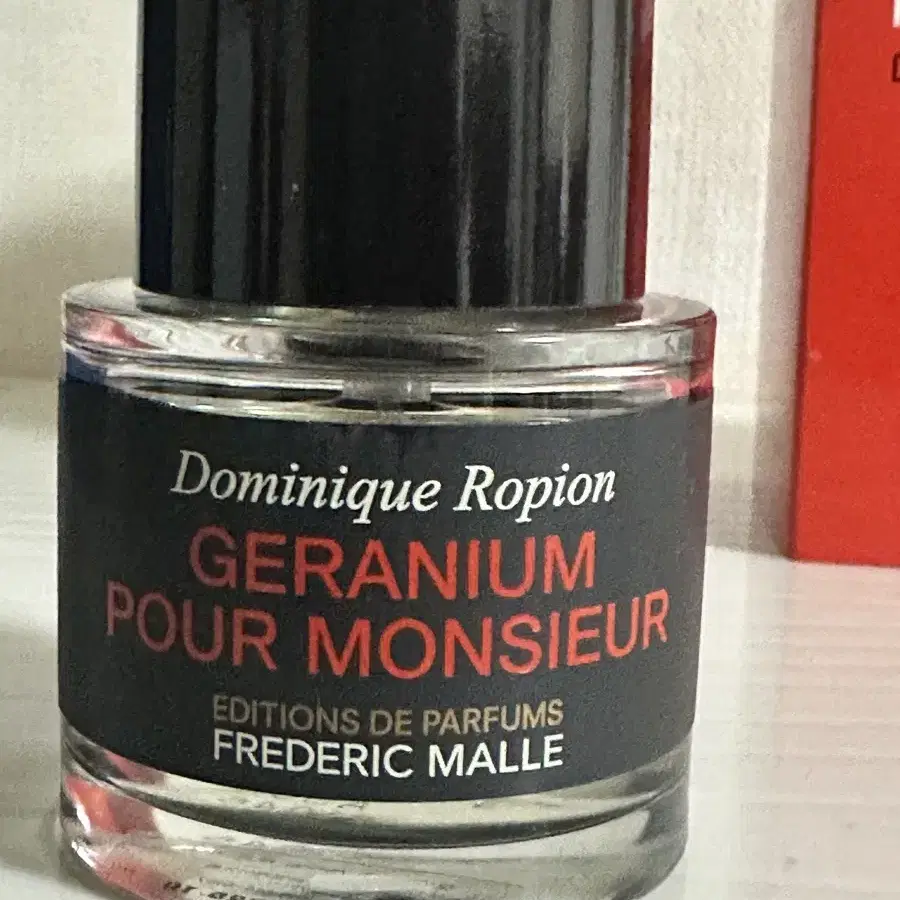 Dominique Ropion
GERANIUM
POUR MONSIEUR
EDITIONS DE PARFUMS
FREDERIC MALLE